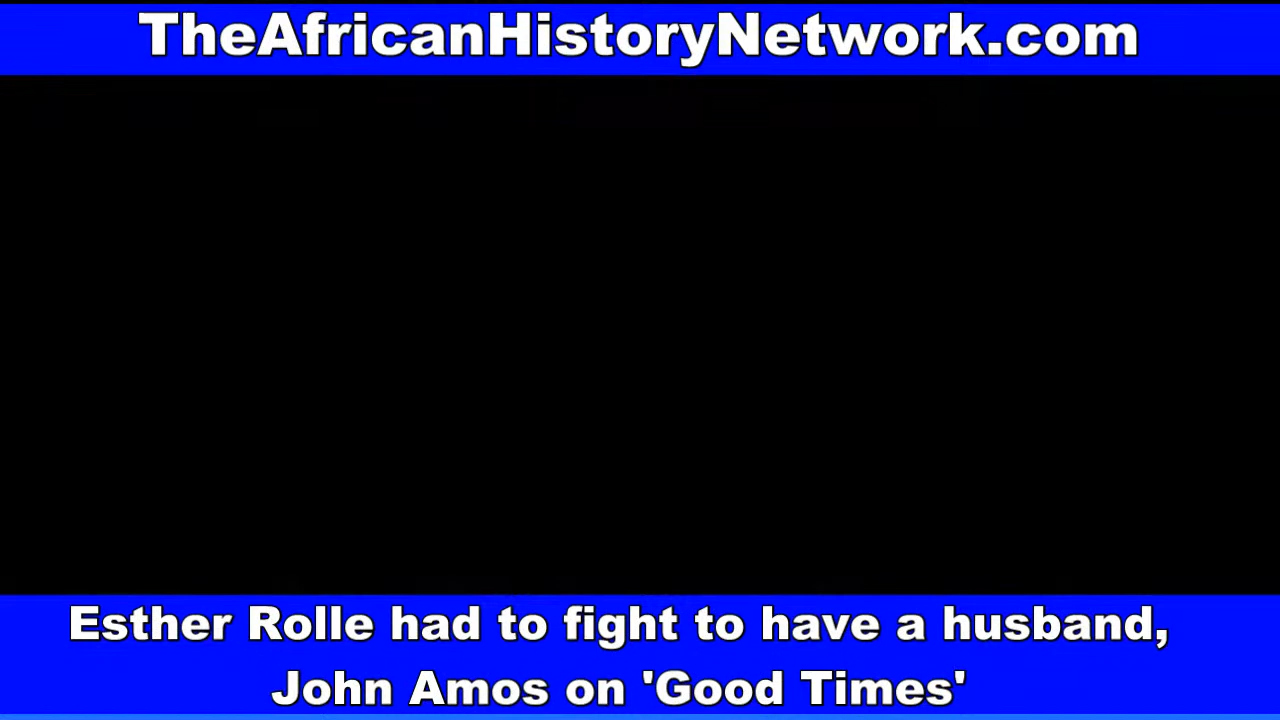 TheAfricanHistoryNetwork.com
Esther Rolle had to fight to have a husband,
John Amos on 'Good Times'